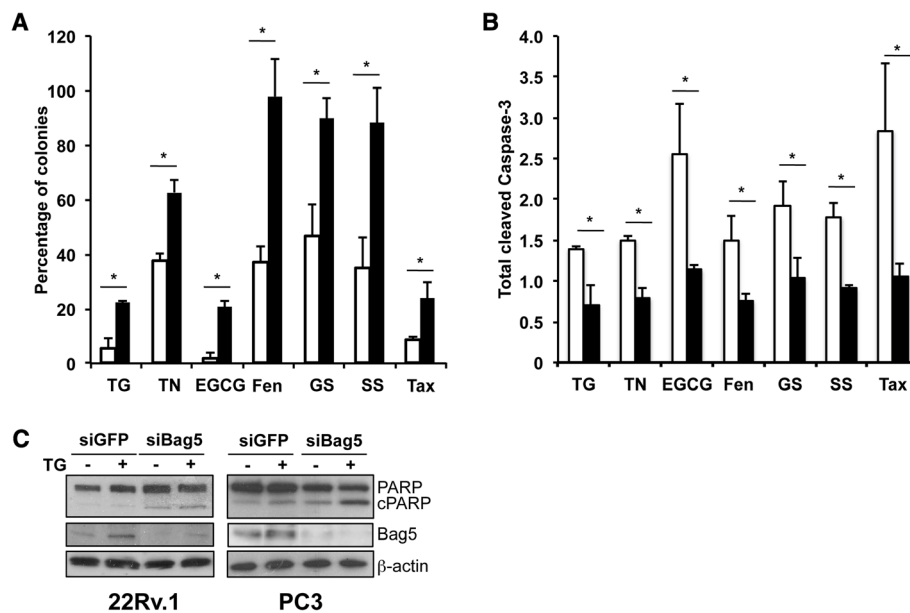 A
Percentage of colonies
120
100
80
60
40
20
0
* * * * * * *
TG TN EGCG Fen GS SS Tax
B
Total cleaved Caspase-3
4.0
3.5
3.0
2.5
2.0
1.5
1.0
0.5
0
* * * * * * *
TG TN EGCG Fen GS SS Tax
C
siGFP siBag5 siGFP siBag5
TG - + - + - + - +
PARP
cPARP
Bag5
β-actin
22Rv.1 PC3